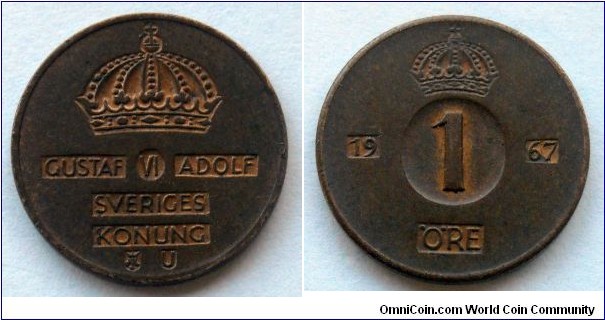 GUSTAF VI ADOLF
SVERIGES
KONUNG
U
19 1 67
ÖRE
OmniCoin.com World Coin Community